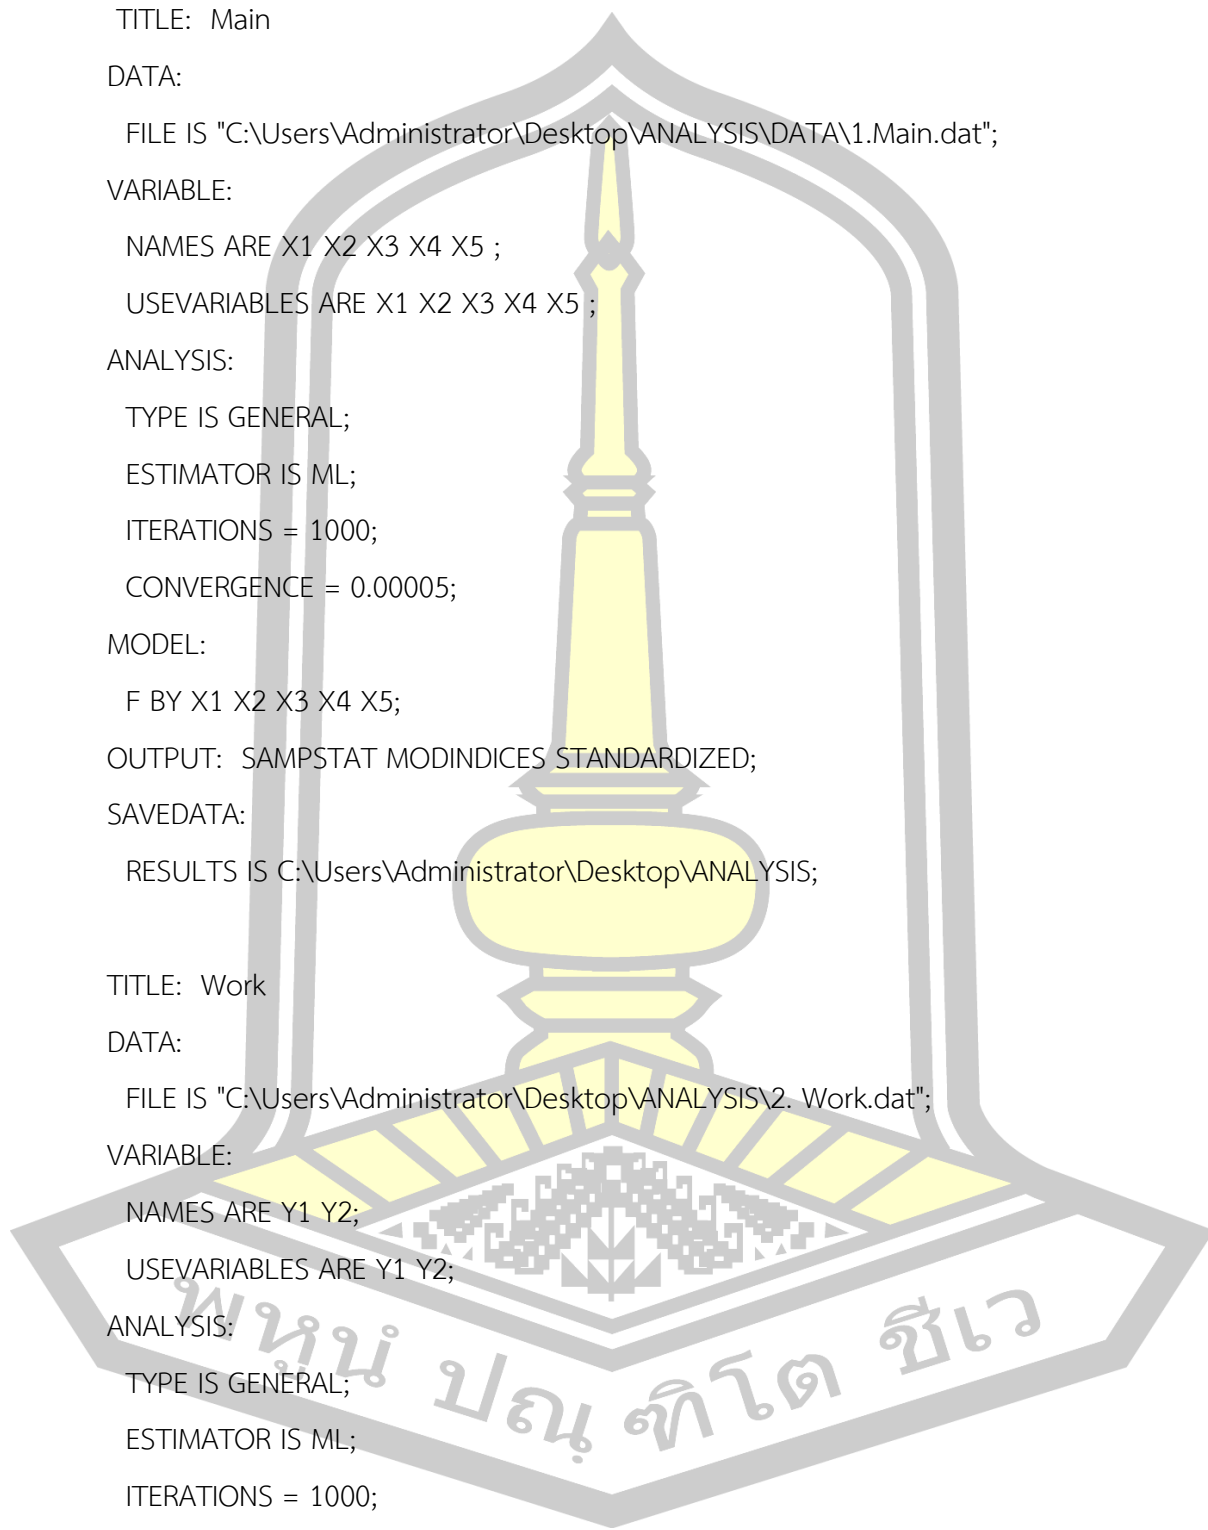 TITLE: Main
DATA:
FILE IS "C:\Users\Administrator\Desktop\ANALYSIS\DATA\1.Main.dat";
VARIABLE:
NAMES ARE X1 X2 X3 X4 X5 ;
USEVARIABLES ARE X1 X2 X3 X4 X5 ;
ANALYSIS:
TYPE IS GENERAL;
ESTIMATOR IS ML;
ITERATIONS = 1000;
CONVERGENCE = 0.00005;
MODEL:
F BY X1 X2 X3 X4 X5;
OUTPUT: SAMPSTAT MODINDICES STANDARDIZED;
SAVEDATA:
RESULTS IS C:\Users\Administrator\Desktop\ANALYSIS;
TITLE: Work
DATA:
FILE IS "C:\Users\Administrator\Desktop\ANALYSIS\2. Work.dat";
VARIABLE:
NAMES ARE Y1 Y2;
USEVARIABLES ARE Y1 Y2;
ANALYSIS:
TYPE IS GENERAL;
ESTIMATOR IS ML;
ITERATIONS = 1000;
พหูนํ ปณฺฑิโต ชีเว